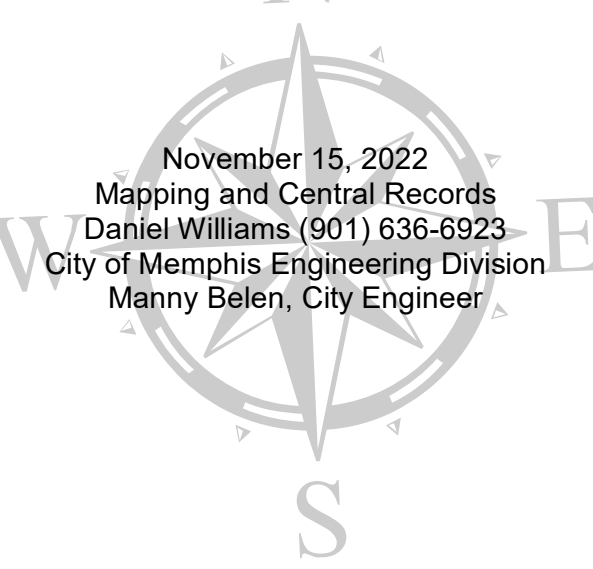 N
November 15, 2022
Mapping and Central Records
W
Daniel Williams (901) 636-6923
E
City of Memphis Engineering Division
Manny Belen, City Engineer
S